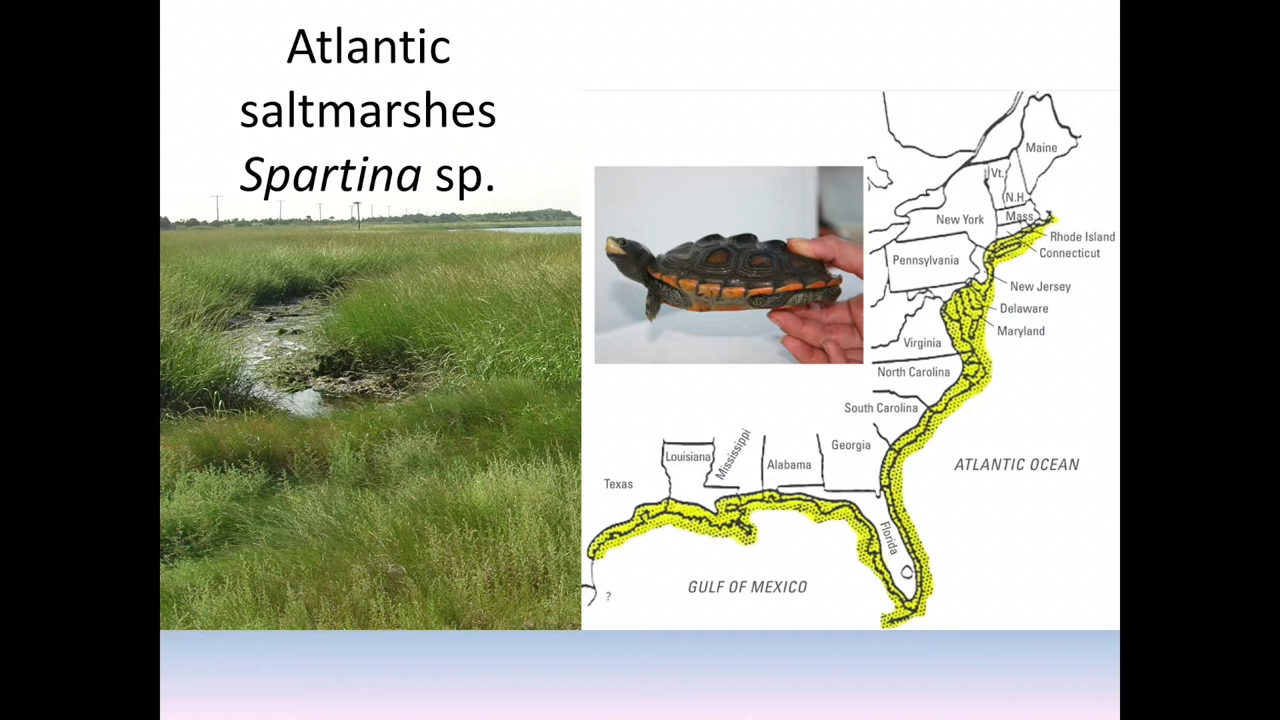 Atlantic
saltmarshes
Spartina sp.
Maine
Vt.
N.H.
New York
Mass.
Rhode Island
Connecticut
Pennsylvania
New Jersey
Delaware
Maryland
Virginia
North Carolina
South Carolina
Georgia
Mississippi
Louisiana
Alabama
ATLANTIC OCEAN
Texas
Florida
GULF OF MEXICO
?